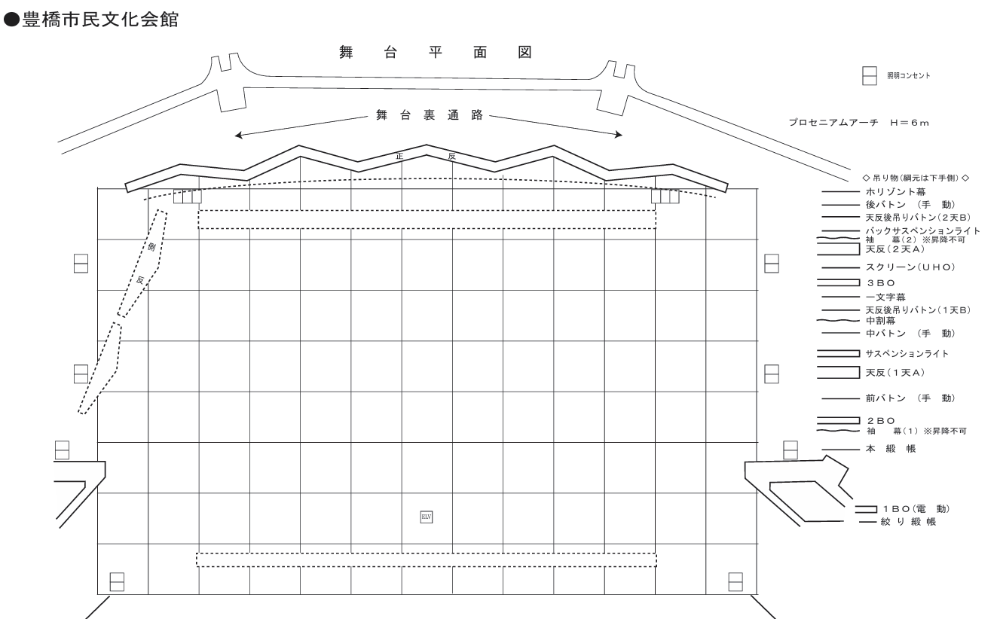 ●豊橋市民文化会館
舞台平面図
照明コンセント
舞台裏通路
プロセニアムアーチ　H＝6m
正　反
◇吊り物(綱元は下手側)◇
ホリゾント幕
後バトン　(手　動)
天反後吊りバトン(2天B)
バックサスペンションライト
袖　幕(2)　※昇降不可
天反(2天A)
側
反
スクリーン(UHO)
3BO
一文字幕
天反後吊りバトン(1天B)
中割幕
中バトン　(手　動)
サスペンションライト
天反(1天A)
前バトン　(手　動)
2BO
袖　幕(1)　※昇降不可
本　緞　帳
1BO(電　動)
絞り緞帳
ELV